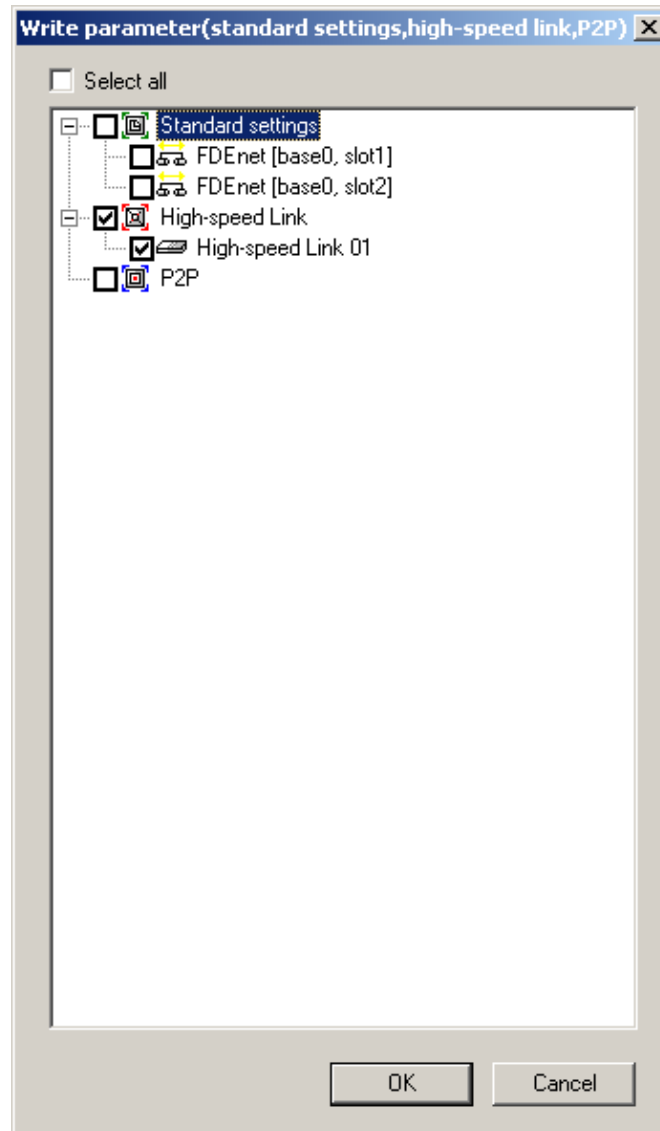 Write parameter(standard settings,high-speed link,P2P)
Select all
Standard settings
FDEnet [base0, slot1]
FDEnet [base0, slot2]
High-speed Link
High-speed Link 01
P2P
OK Cancel